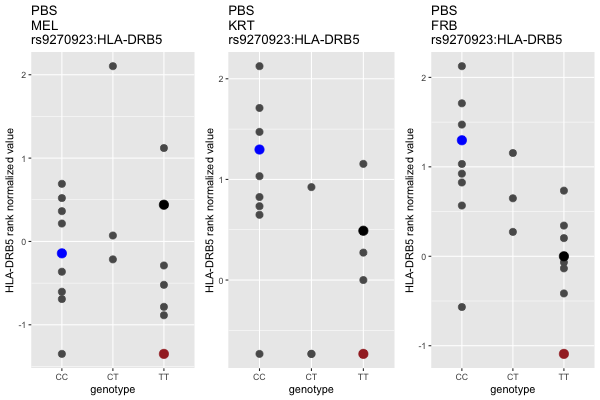 PBS
MEL
rs9270923:HLA-DRB5
HLA-DRB5 rank normalized value
2
1
0
-1
CC CT TT
genotype
PBS
KRT
rs9270923:HLA-DRB5
HLA-DRB5 rank normalized value
2
1
0
CC CT TT
genotype
PBS
FRB
rs9270923:HLA-DRB5
HLA-DRB5 rank normalized value
2
1
0
-1
CC CT TT
genotype